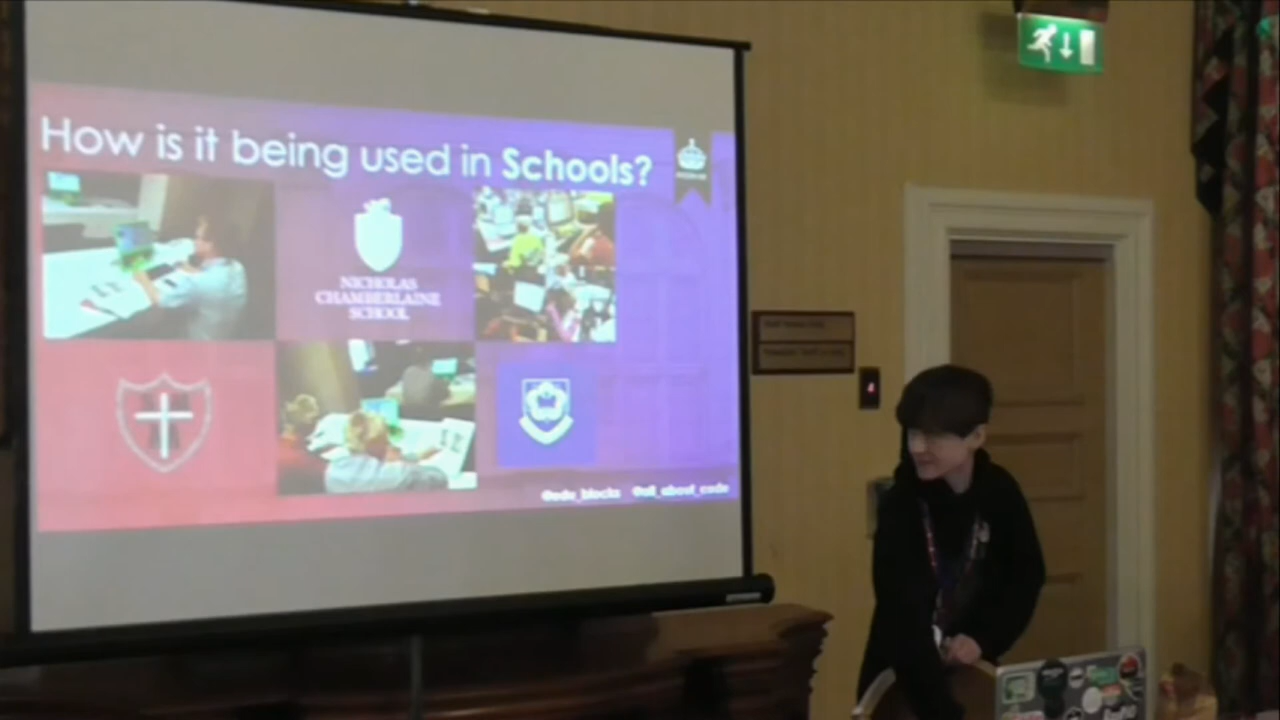 How is it being used in Schools?
NICHOLAS
CHAMBERLAINE
SCHOOL
@edu_blocks @all_about_code